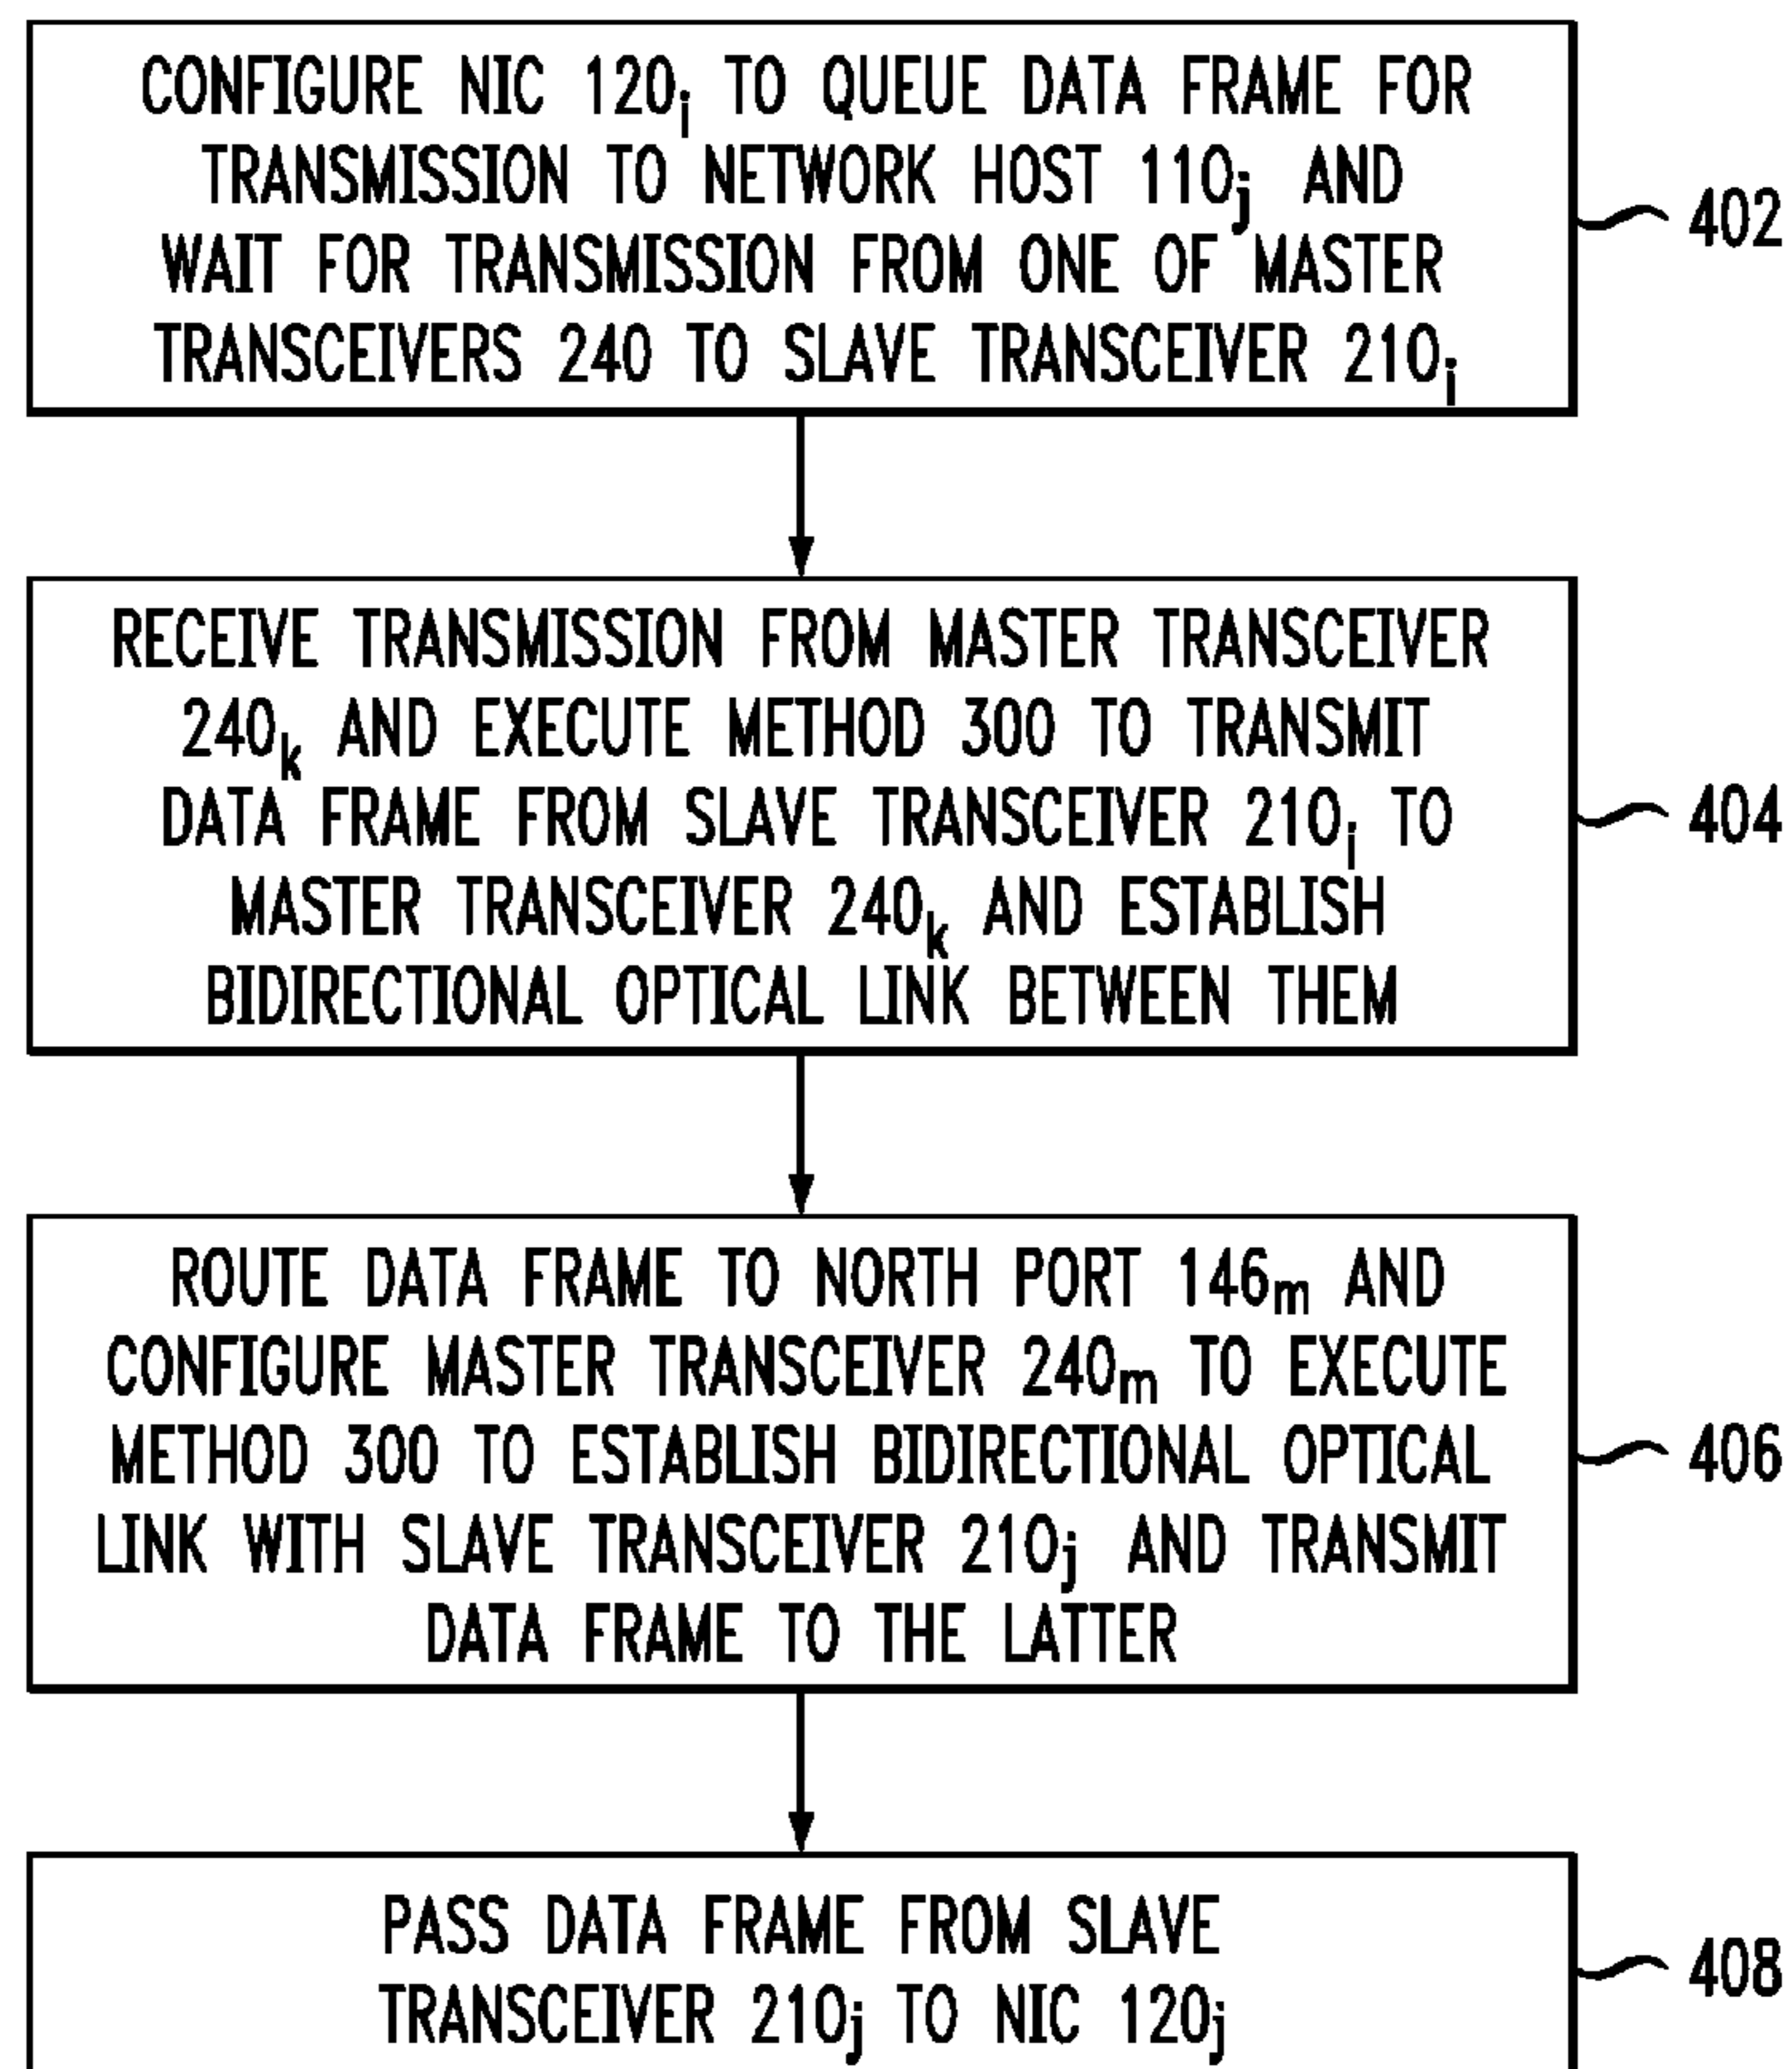 CONFIGURE NIC 120i TO QUEUE DATA FRAME FOR
TRANSMISSION TO NETWORK HOST 110j AND
WAIT FOR TRANSMISSION FROM ONE OF MASTER
TRANSCEIVERS 240 TO SLAVE TRANSCEIVER 210i
402
RECEIVE TRANSMISSION FROM MASTER TRANSCEIVER
240k AND EXECUTE METHOD 300 TO TRANSMIT
DATA FRAME FROM SLAVE TRANSCEIVER 210i TO
MASTER TRANSCEIVER 240k AND ESTABLISH
BIDIRECTIONAL OPTICAL LINK BETWEEN THEM
404
ROUTE DATA FRAME TO NORTH PORT 146m AND
CONFIGURE MASTER TRANSCEIVER 240m TO EXECUTE
METHOD 300 TO ESTABLISH BIDIRECTIONAL OPTICAL
LINK WITH SLAVE TRANSCEIVER 210j AND TRANSMIT
DATA FRAME TO THE LATTER
406
PASS DATA FRAME FROM SLAVE
TRANSCEIVER 210j TO NIC 120j
408